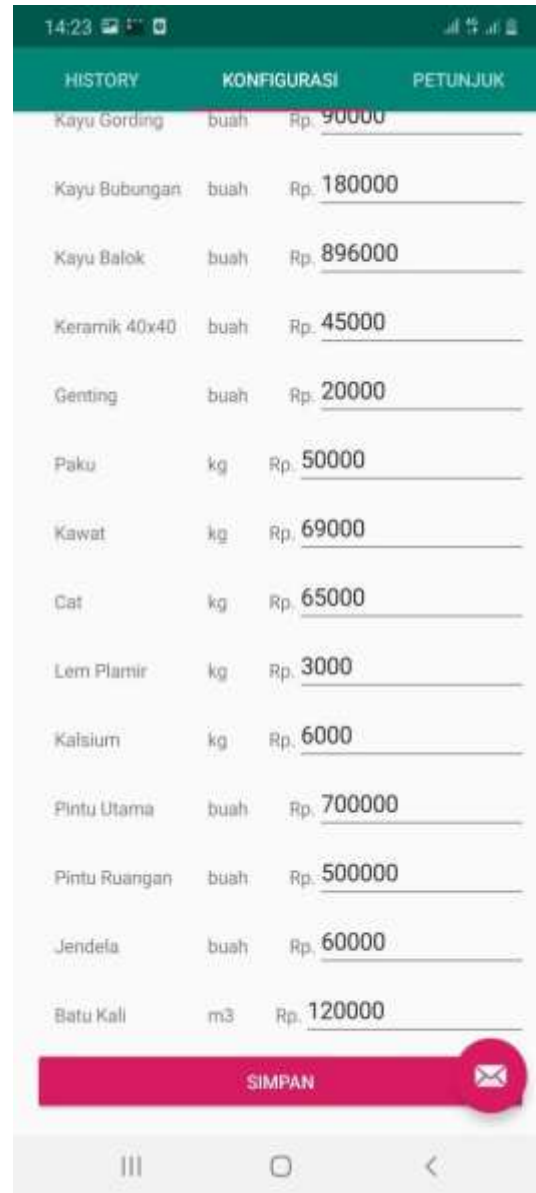 14:23
HISTORY KONFIGURASI PETUNJUK
Kayu Gording buah Rp. 90000
Kayu Bubungan buah Rp. 180000
Kayu Balok buah Rp. 896000
Keramik 40x40 buah Rp. 45000
Genting buah Rp. 20000
Paku kg Rp. 50000
Kawat kg Rp. 69000
Cat kg Rp. 65000
Lem Plamir kg Rp. 3000
Kalsium kg Rp. 6000
Pintu Utama buah Rp. 700000
Pintu Ruangan buah Rp. 500000
Jendela buah Rp. 60000
Batu Kali m3 Rp. 120000
SIMPAN